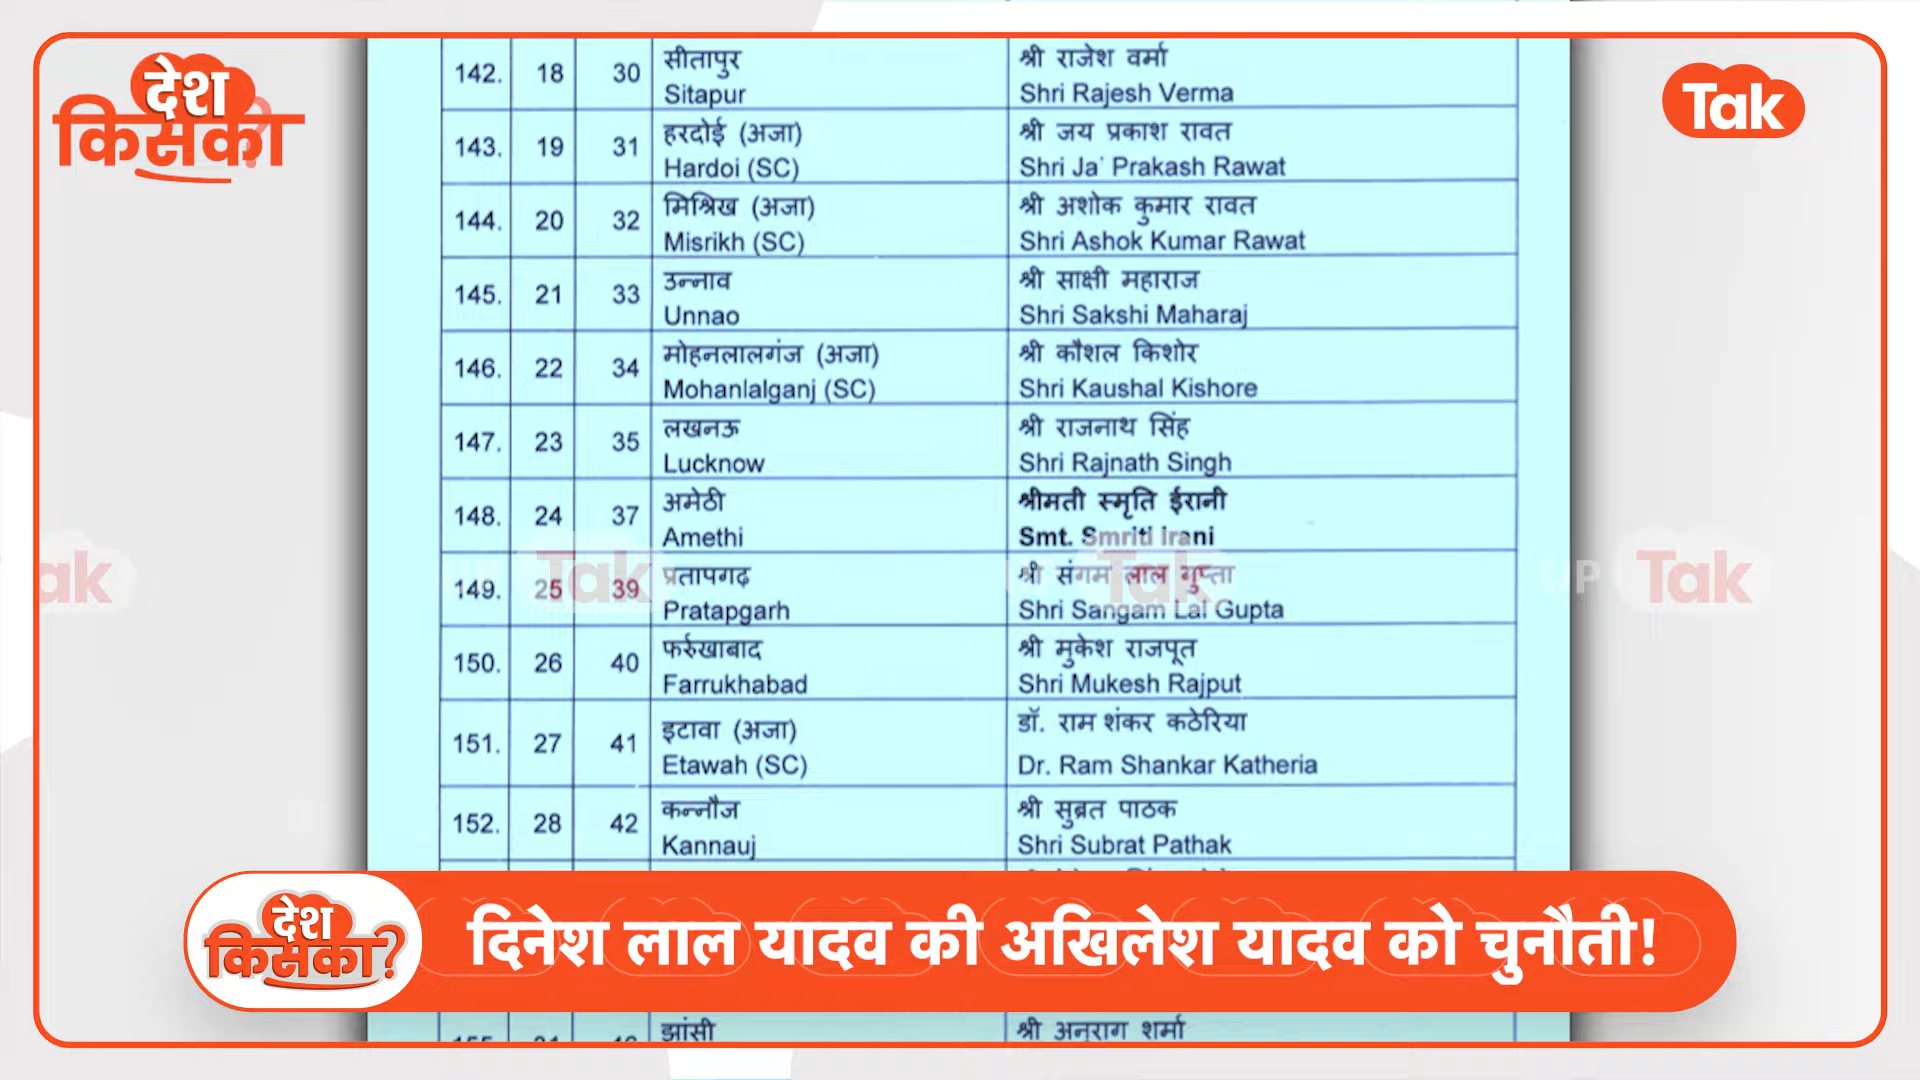 देश
किसका?
Tak
142. 18 30 सीतापुर श्री राजेश वर्मा
Sitapur Shri Rajesh Verma
143. 19 31 हरदोई (अजा) श्री जय प्रकाश रावत
Hardoi (SC) Shri Ja' Prakash Rawat
144. 20 32 मिश्रिख (अजा) श्री अशोक कुमार रावत
Misrikh (SC) Shri Ashok Kumar Rawat
145. 21 33 उन्नाव श्री साक्षी महाराज
Unnao Shri Sakshi Maharaj
146. 22 34 मोहनलालगंज (अजा) श्री कौशल किशोर
Mohanlalganj (SC) Shri Kaushal Kishore
147. 23 35 लखनऊ श्री राजनाथ सिंह
Lucknow Shri Rajnath Singh
148. 24 37 अमेठी श्रीमती स्मृति ईरानी
Amethi Smt. Smriti Irani
149. 25 39 प्रतापगढ़ श्री संगम लाल गुप्ता
Pratapgarh Shri Sangam Lal Gupta
150. 26 40 फर्रुखाबाद श्री मुकेश राजपूत
Farrukhabad Shri Mukesh Rajput
151. 27 41 इटावा (अजा) डॉ. राम शंकर कठेरिया
Etawah (SC) Dr. Ram Shankar Katheria
152. 28 42 कन्नौज श्री सुब्रत पाठक
Kannauj Shri Subrat Pathak
ak Tak Tak UP Tak
देश
किसका?
दिनेश लाल यादव की अखिलेश यादव को चुनौती!
झांसी श्री अनुराग शर्मा